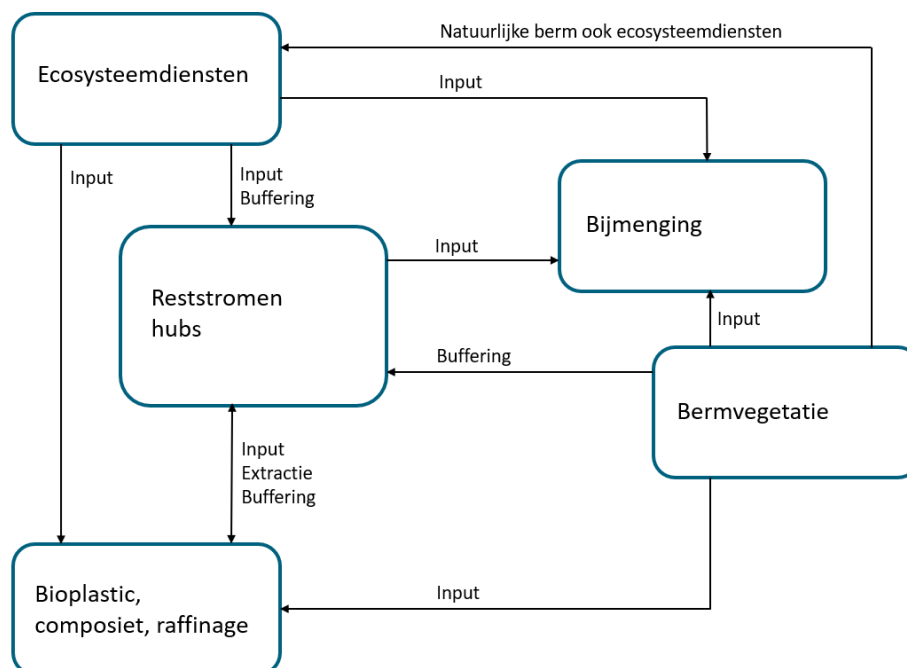 Natuurlijke berm ook ecosysteemdiensten
Ecosysteemdiensten
Input
Input
Input
Buffering
Bijmenging
Input
Reststromen
hubs
Input
Buffering
Bermvegetatie
Input
Extractie
Buffering
Bioplastic,
composiet, raffinage
Input